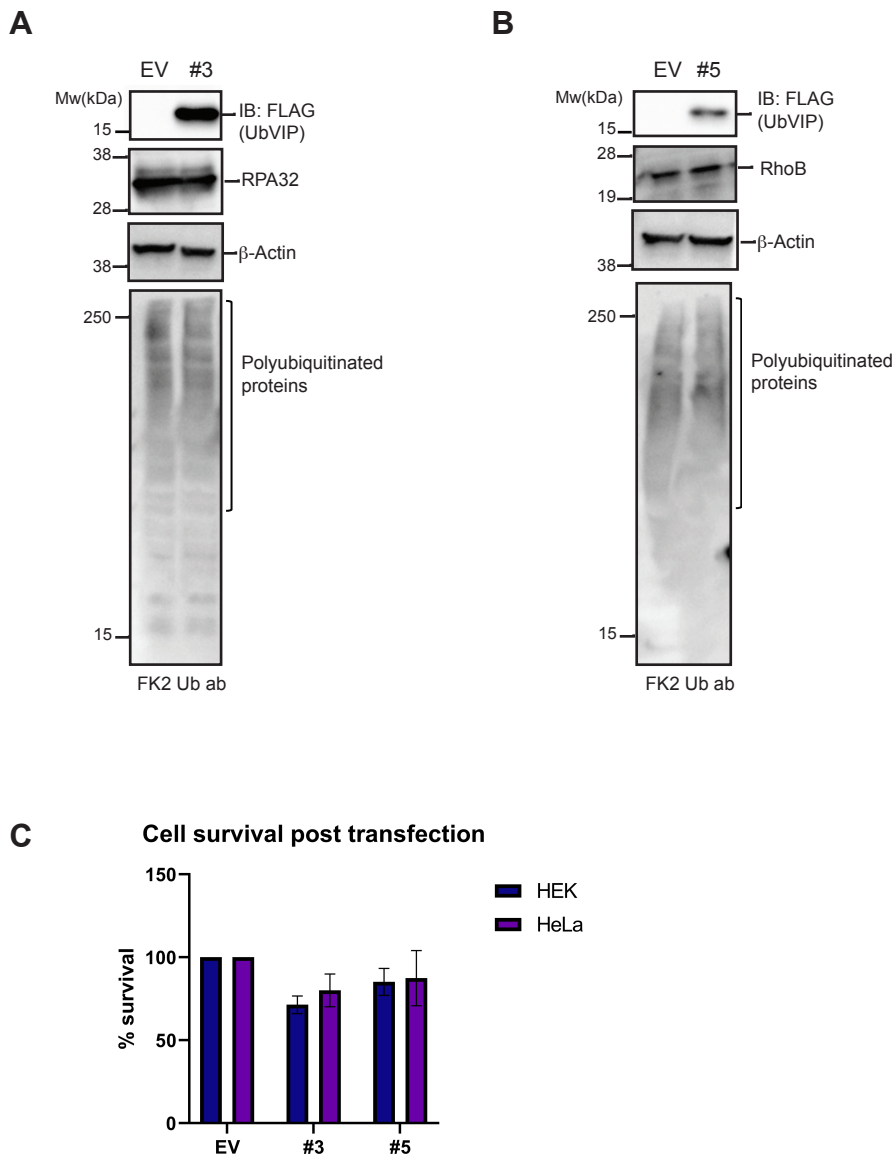 A
EV #3
Mw(kDa)
IB: FLAG
(UbVIP)
15
38
RPA32
28
β-Actin
38
250
Polyubiquitinated
proteins
15
FK2 Ub ab
B
EV #5
Mw(kDa)
IB: FLAG
(UbVIP)
15
28
RhoB
19
β-Actin
38
250
Polyubiquitinated
proteins
15
FK2 Ub ab
C
Cell survival post transfection
% survival
150
100
50
0
EV #3 #5
HEK
HeLa